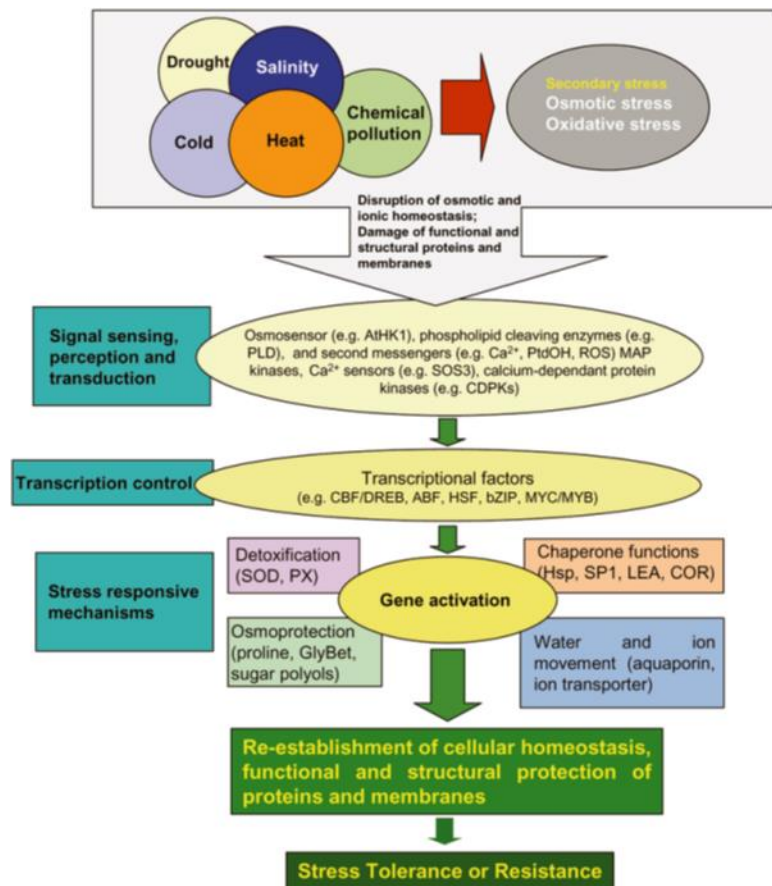 Drought
Salinity
Cold
Heat
Chemical
pollution
Secondary stress
Osmotic stress
Oxidative stress
Disruption of osmotic and
ionic homeostasis;
Damage of functional and
structural proteins and
membranes
Signal sensing,
perception and
transduction
Osmosensor (e.g. AtHK1), phospholipid cleaving enzymes (e.g.
PLD), and second messengers (e.g. Ca²⁺, PtdOH, ROS) MAP
kinases, Ca²⁺ sensors (e.g. SOS3), calcium-dependant protein
kinases (e.g. CDPKs)
Transcription control
Transcriptional factors
(e.g. CBF/DREB, ABF, HSF, bZIP, MYC/MYB)
Stress responsive
mechanisms
Detoxification
(SOD, PX)
Chaperone functions
(Hsp, SP1, LEA, COR)
Gene activation
Osmoprotection
(proline, GlyBet,
sugar polyols)
Water and ion
movement (aquaporin,
ion transporter)
Re-establishment of cellular homeostasis,
functional and structural protection of
proteins and membranes
Stress Tolerance or Resistance